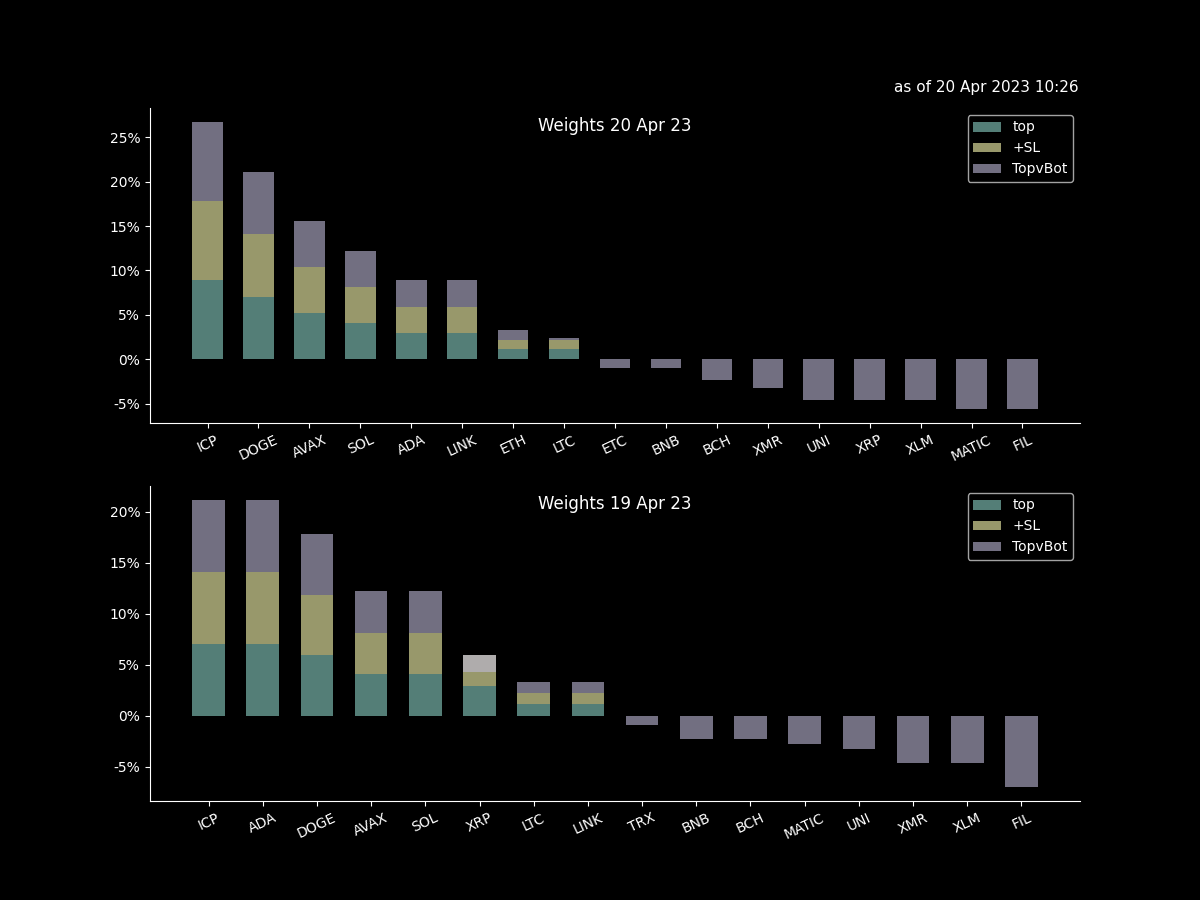 as of 20 Apr 2023 10:26
Weights 20 Apr 23
top
+SL
TopvBot
25%
20%
15%
10%
5%
0%
-5%
ICP DOGE AVAX SOL ADA LINK ETH LTC ETC BNB BCH XMR UNI XRP XLM MATIC FIL
Weights 19 Apr 23
top
+SL
TopvBot
20%
15%
10%
5%
0%
-5%
ICP ADA DOGE AVAX SOL XRP LTC LINK TRX BNB BCH MATIC UNI XMR XLM FIL